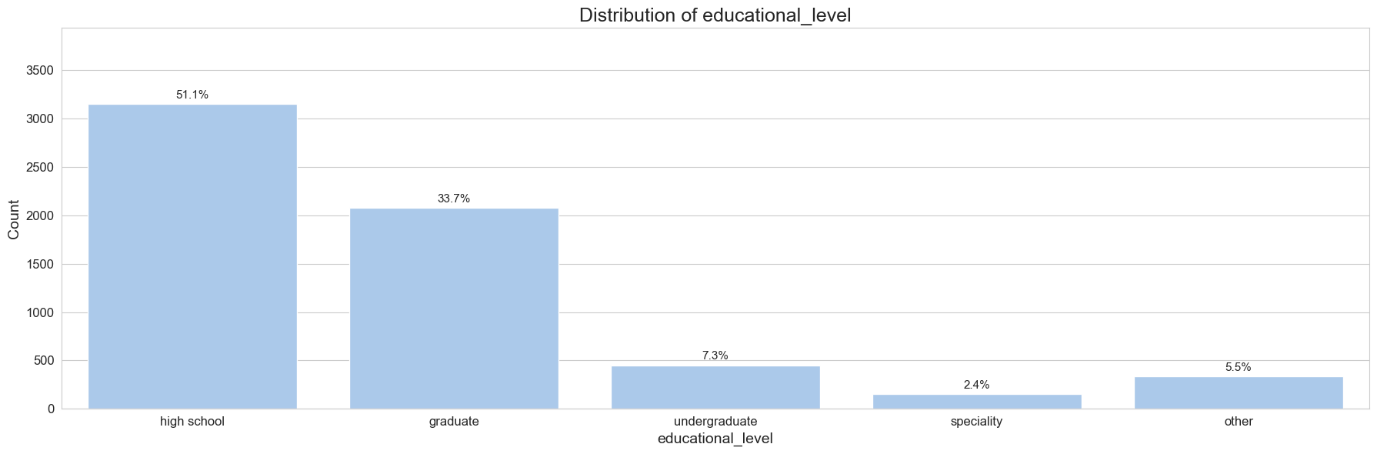 Distribution of educational_level
3500
3000
2500
2000
1500
1000
500
0
Count
51.1%
33.7%
7.3%
2.4%
5.5%
high school
graduate
undergraduate
speciality
other
educational_level